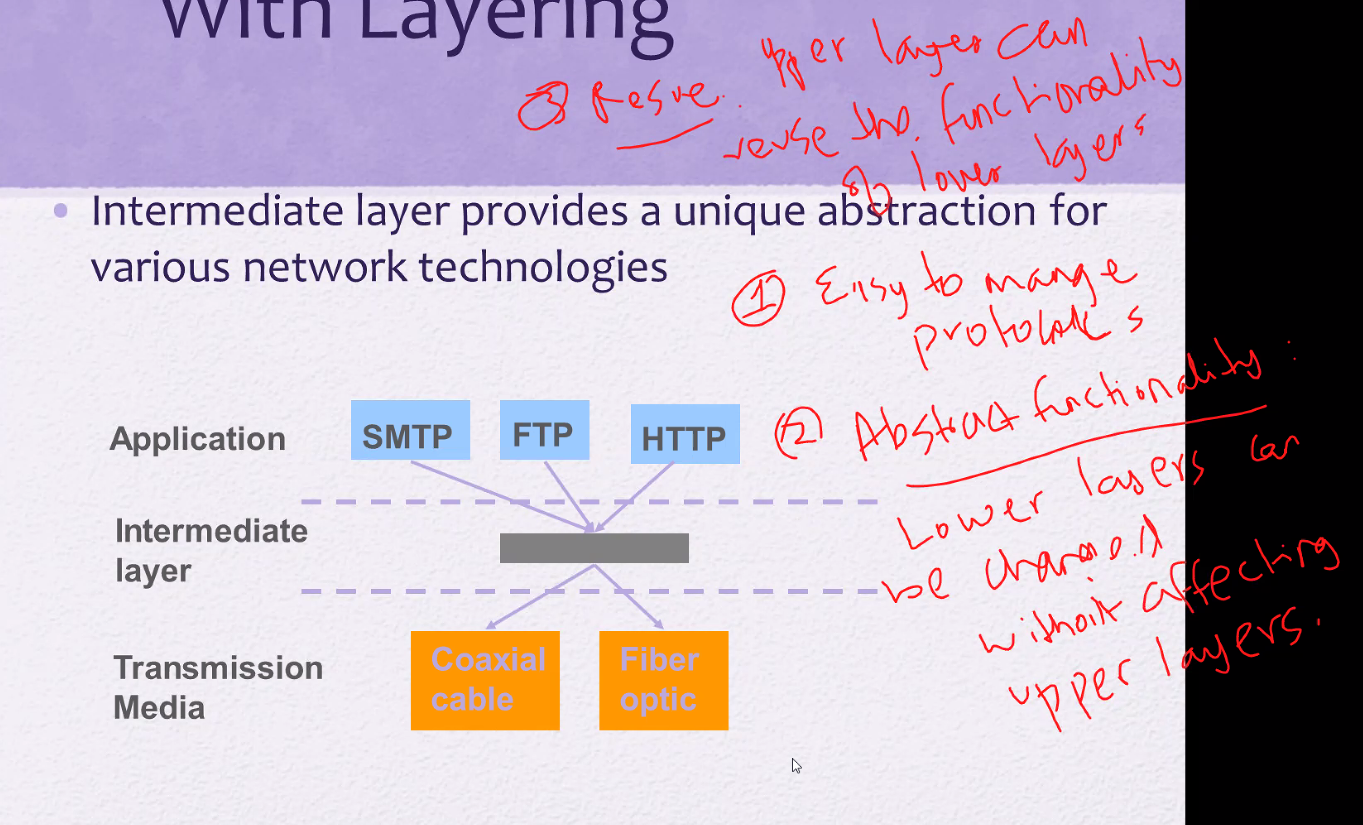 With Layering
③ Resue. Upper layer can
reuse the functionality
of lower layers
• Intermediate layer provides a unique abstraction for
various network technologies
① Easy to manage
protocols
② Abstract functionality:
Lower layers can
be changed
without affecting
upper layers.
Application
SMTP FTP HTTP
Intermediate
layer
Transmission
Media
Coaxial
cable
Fiber
optic